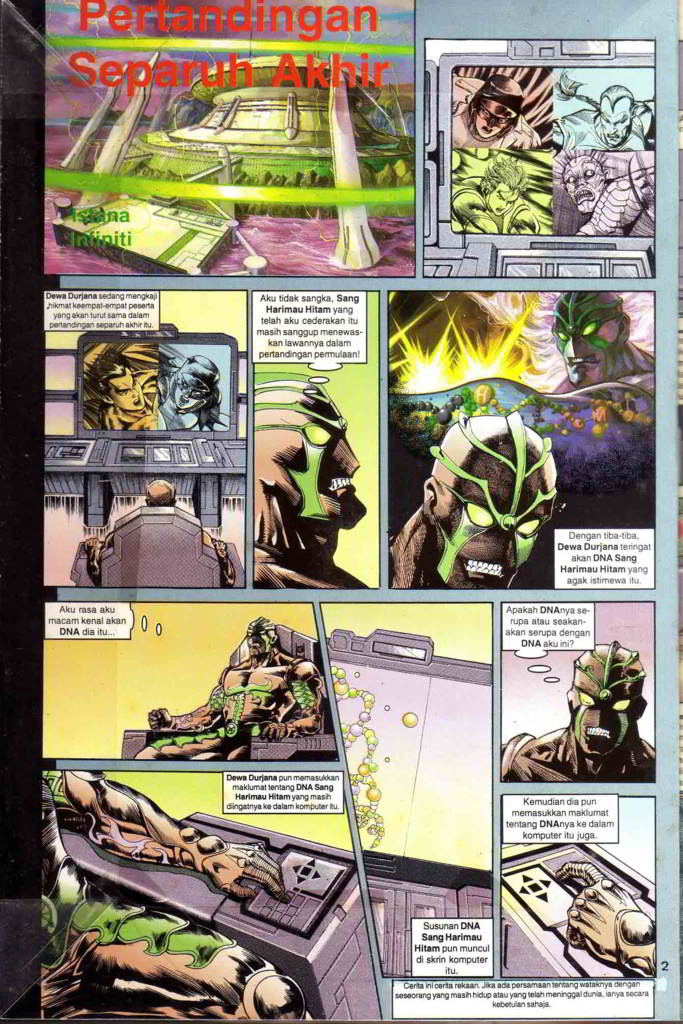 Pertandingan
Separuh Akhir
Istana
Infiniti
Dewa Durjana sedang mengkaji
,hikmat keempat-empat peserta
yang akan turut sama dalam
pertandingan separuh akhir itu.
Aku tidak sangka, Sang
Harimau Hitam yang
telah aku cederakan itu
masih sanggup menewas-
kan lawannya dalam
pertandingan permulaan!
Dengan tiba-tiba,
Dewa Durjana teringat
akan DNA Sang
Harimau Hitam yang
agak istimewa itu.
Aku rasa aku
macam kenal akan
DNA dia itu...
Apakah DNAnya se-
rupa atau seakan-
akan serupa dengan
DNA aku ini?
Dewa Durjana pun memasukkan
maklumat tentang DNA Sang
Harimau Hitam yang masih
diingatnya ke dalam komputer itu.
Susunan DNA
Sang Harimau
Hitam pun muncul
di skrin komputer
itu.
Kemudian dia pun
memasukkan maklumat
tentang DNAnya ke dalam
komputer itu juga.
2
Cerita ini cerita rekaan. Jika ada persamaan tentang wataknya dengan
seseorang yang masih hidup atau yang telah meninggal dunia, ianya secara
kebetulan sahaja.